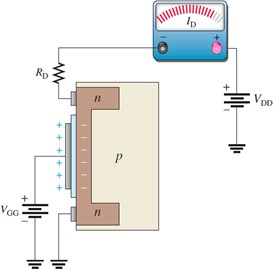 I_D
− +
R_D
n
+ −
+ −
+ −
+ −
+ −
+ −
p
+
V_DD
−
+
V_GG
−
n